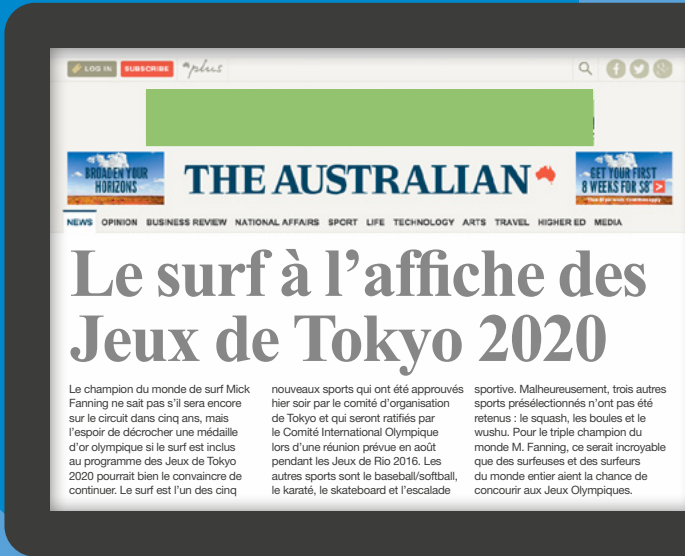 LOG IN SUBSCRIBE plus
BROADEN YOUR
HORIZONS
THE AUSTRALIAN
GET YOUR FIRST
8 WEEKS FOR $8
NEWS OPINION BUSINESS REVIEW NATIONAL AFFAIRS SPORT LIFE TECHNOLOGY ARTS TRAVEL HIGHER ED MEDIA
Le surf à l’affiche des
Jeux de Tokyo 2020
Le champion du monde de surf Mick
Fanning ne sait pas s’il sera encore
sur le circuit dans cinq ans, mais
l’espoir de décrocher une médaille
d’or olympique si le surf est inclus
au programme des Jeux de Tokyo
2020 pourrait bien le convaincre de
continuer. Le surf est l’un des cinq
nouveaux sports qui ont été approuvés
hier soir par le comité d’organisation
de Tokyo et qui seront ratifiés par
le Comité International Olympique
lors d’une réunion prévue en août
pendant les Jeux de Rio 2016. Les
autres sports sont le baseball/softball,
le karaté, le skateboard et l’escalade
sportive. Malheureusement, trois autres
sports présélectionnés n’ont pas été
retenus : le squash, les boules et le
wushu. Pour le triple champion du
monde M. Fanning, ce serait incroyable
que des surfeuses et des surfeurs
du monde entier aient la chance de
concourir aux Jeux Olympiques.